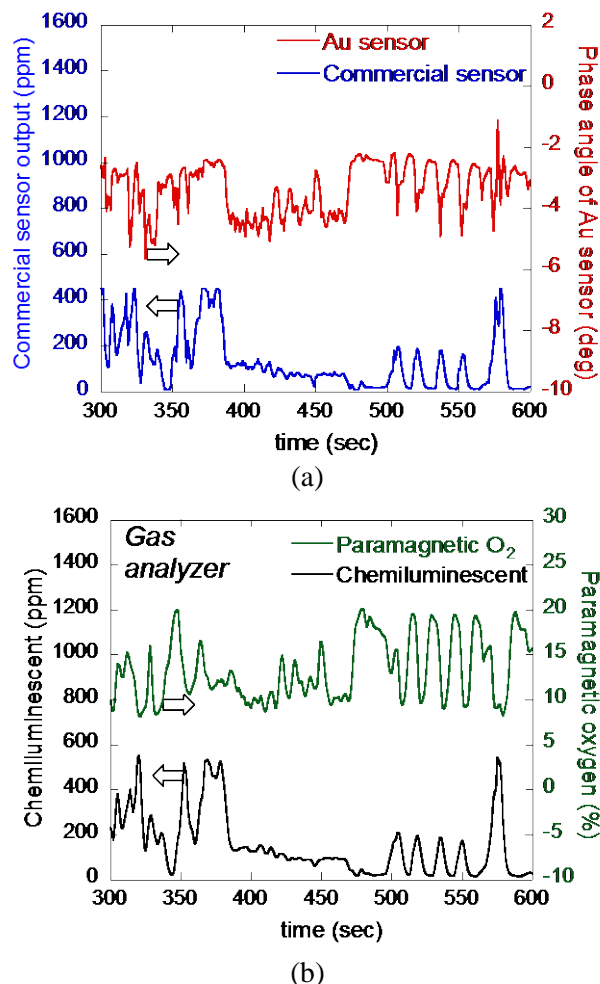 1600
1400
1200
1000
800
600
400
200
0
Commercial sensor output (ppm)
Au sensor
Commercial sensor
2
0
-2
-4
-6
-8
-10
Phase angle of Au sensor (deg)
300 350 400 450 500 550 600
time (sec)
(a)
1600
1400
1200
1000
800
600
400
200
0
Chemiluminescent (ppm)
Gas
analyzer
Paramagnetic O₂
Chemiluminescent
30
25
20
15
10
5
0
-5
-10
Paramagnetic oxygen (%)
300 350 400 450 500 550 600
time (sec)
(b)